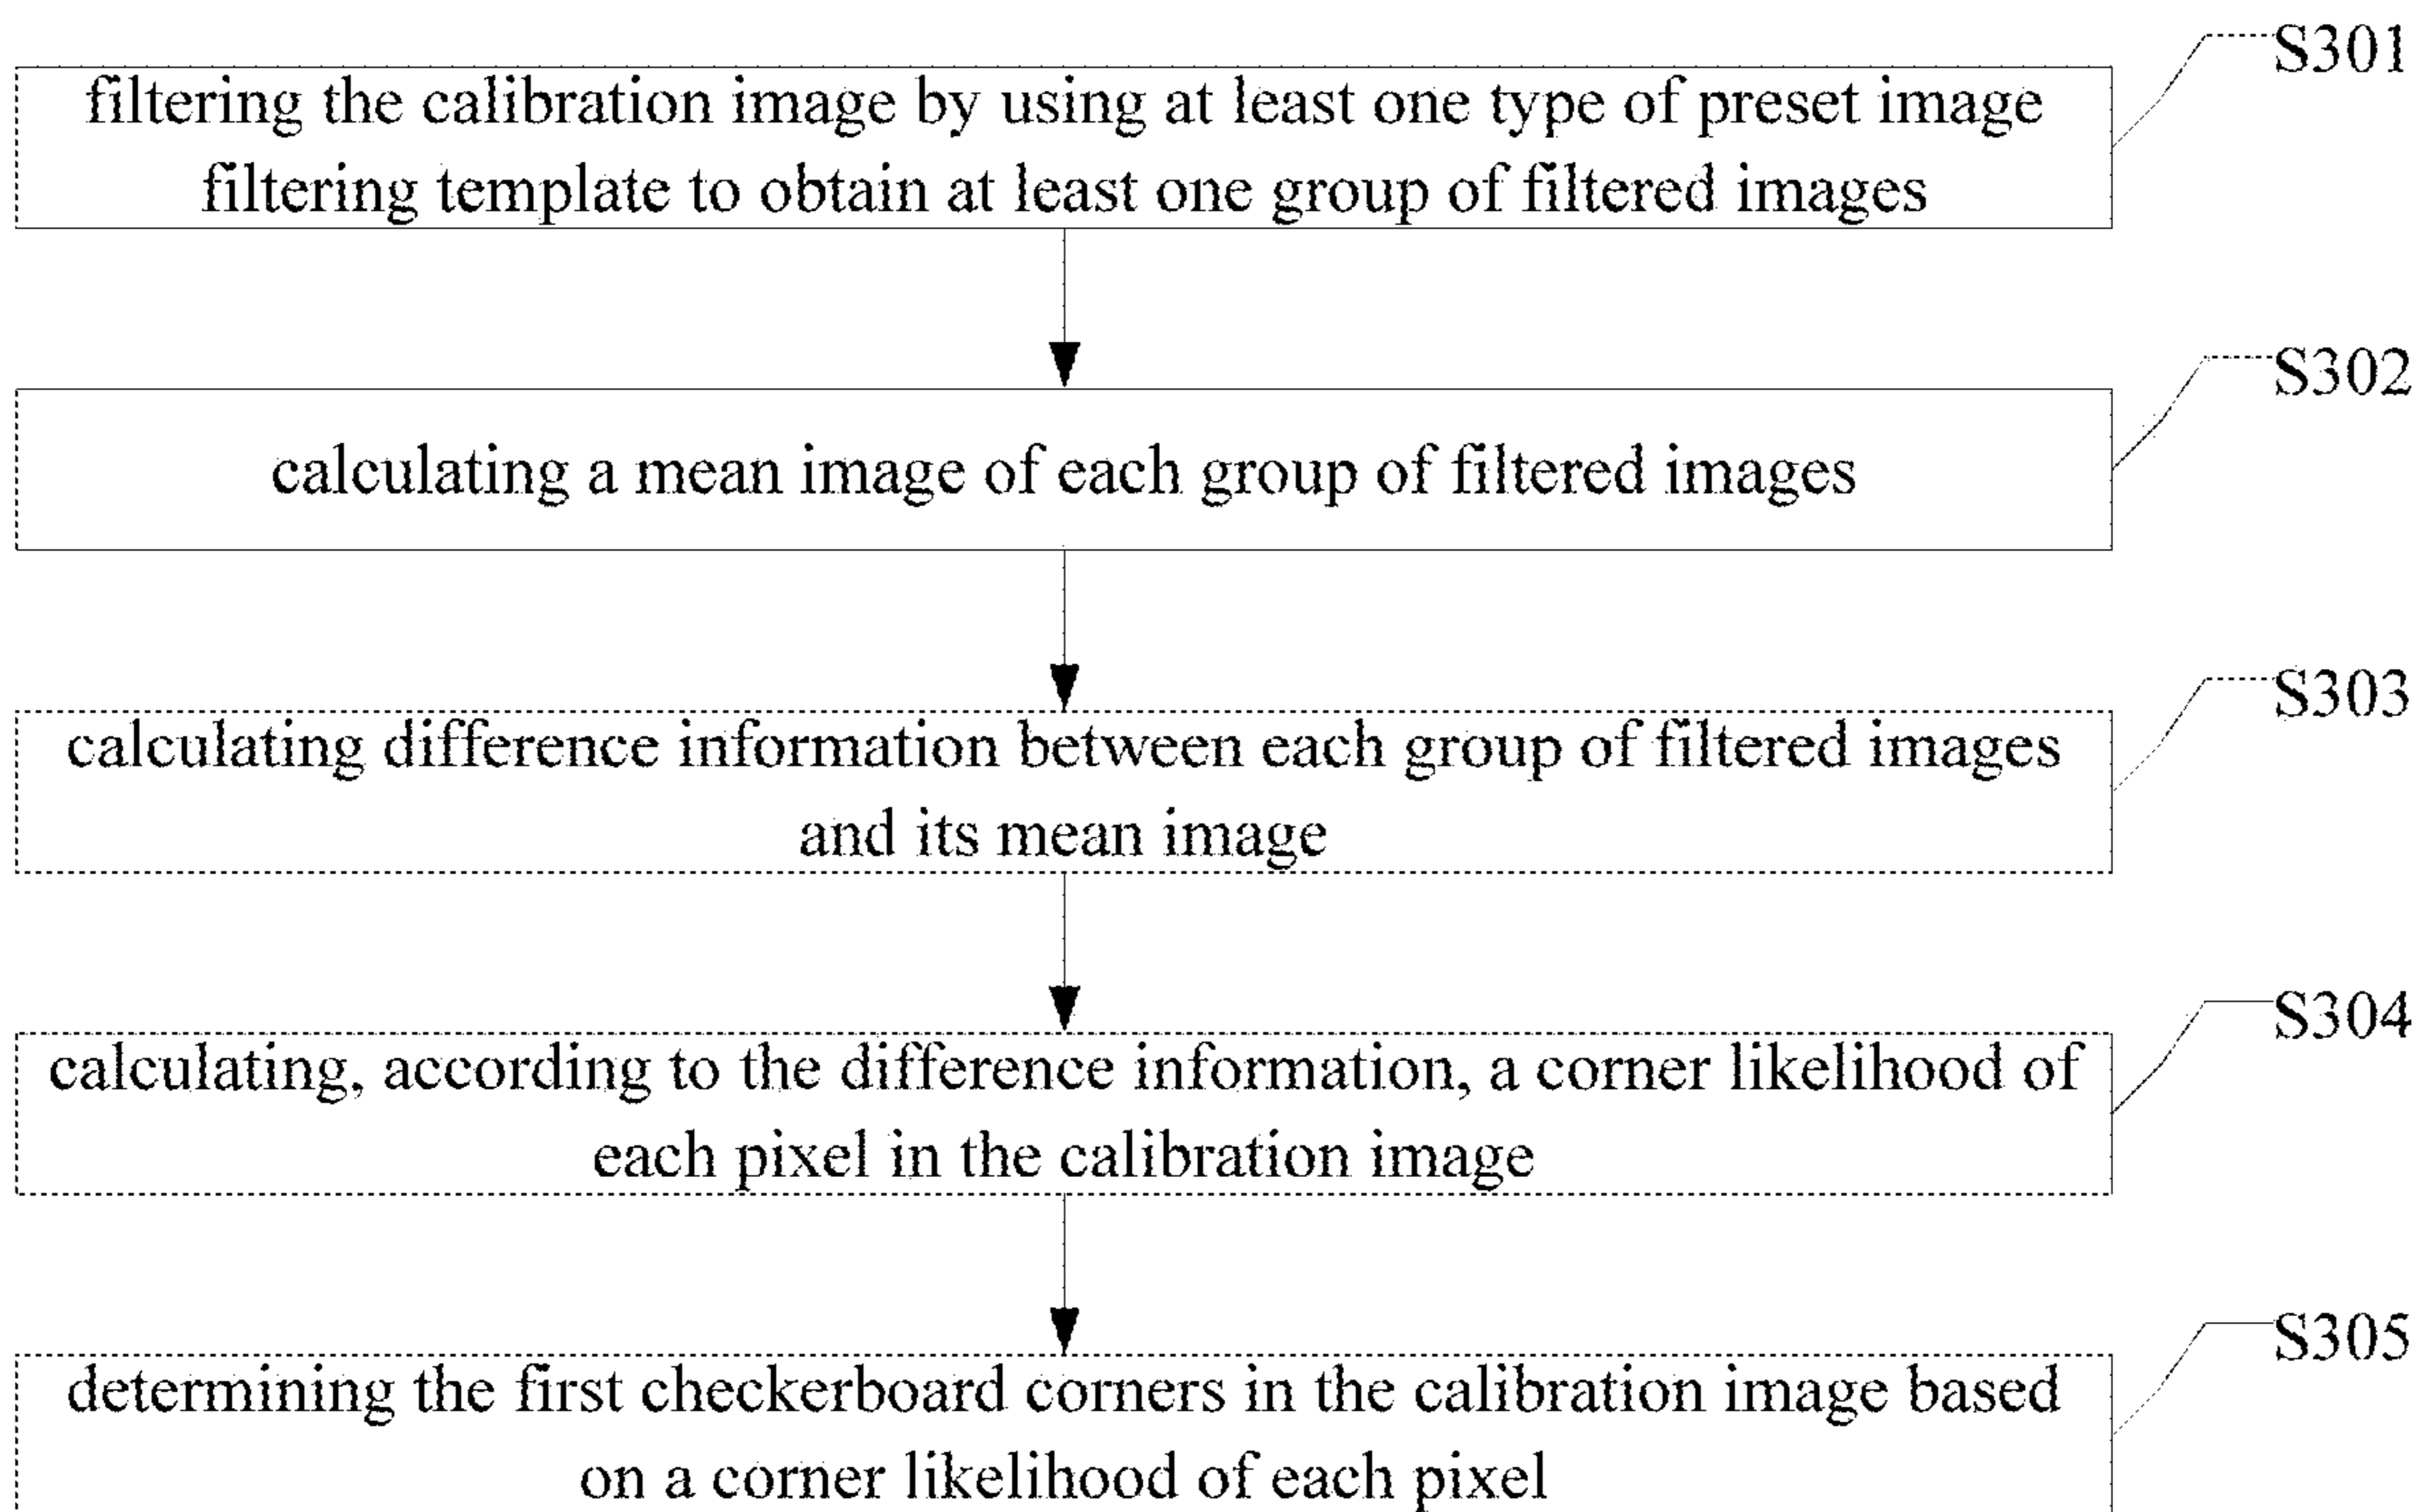 S301
filtering the calibration image by using at least one type of preset image
filtering template to obtain at least one group of filtered images
S302
calculating a mean image of each group of filtered images
S303
calculating difference information between each group of filtered images
and its mean image
S304
calculating, according to the difference information, a corner likelihood of
each pixel in the calibration image
S305
determining the first checkerboard corners in the calibration image based
on a corner likelihood of each pixel